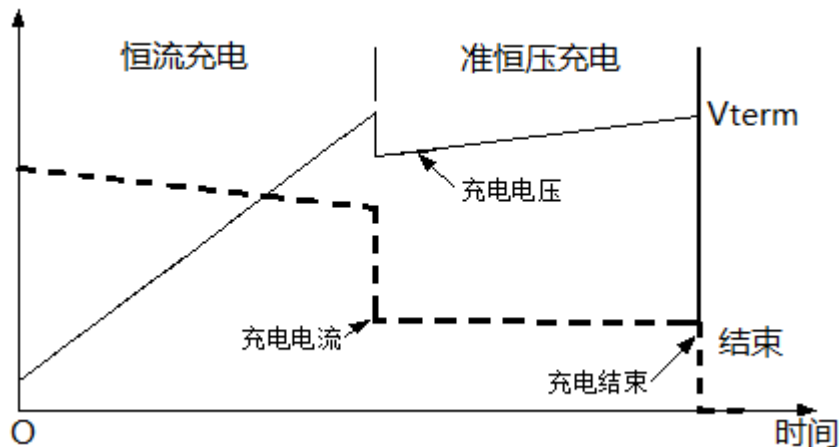 恒流充电
准恒压充电
Vterm
充电电压
充电电流
结束
充电结束
O
时间